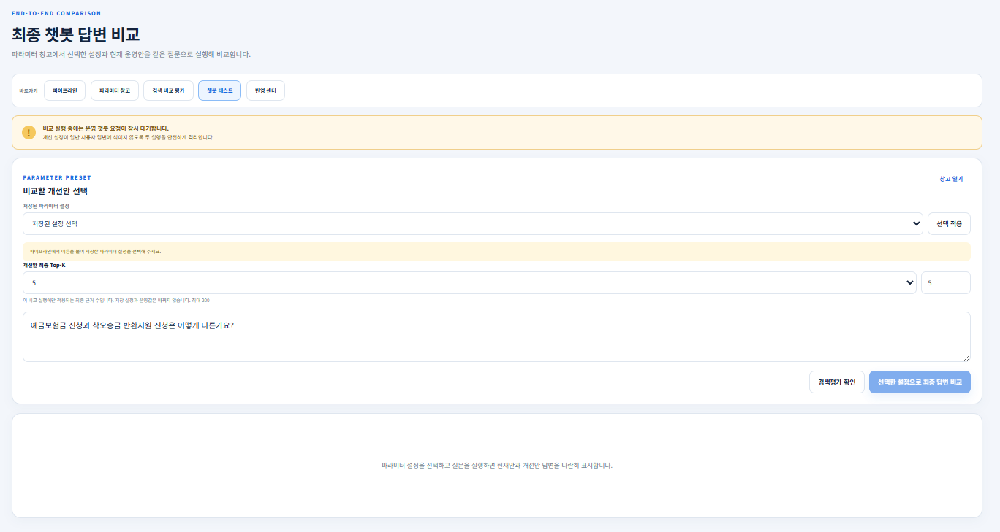 END-TO-END COMPARISON
최종 챗봇 답변 비교
파라미터 창고에서 선택한 설정과 현재 운영안을 같은 질문으로 실행해 비교합니다.
바로가기 파이프라인 파라미터 창고 검색 비교 평가 챗봇 테스트 반영 센터
! 비교 실행 중에는 운영 챗봇 요청이 잠시 대기합니다.
개선 설정이 일반 사용자 답변에 섞이지 않도록 두 실행을 안전하게 격리합니다.
PARAMETER PRESET
창고 열기
비교할 개선안 선택
저장된 파라미터 설정
저장된 설정 선택 선택 적용
파이프라인에서 이름을 붙여 저장한 파라미터 설정을 선택해 주세요.
개선안 최종 Top-K
5 5
이 비교 실행에만 적용되는 최종 근거 수입니다. 저장 설정과 운영값은 바뀌지 않습니다. 최대 200
예금보험금 신청과 착오송금 반환지원 신청은 어떻게 다른가요?
검색평가 확인 선택한 설정으로 최종 답변 비교
파라미터 설정을 선택하고 질문을 실행하면 현재안과 개선안 답변을 나란히 표시합니다.